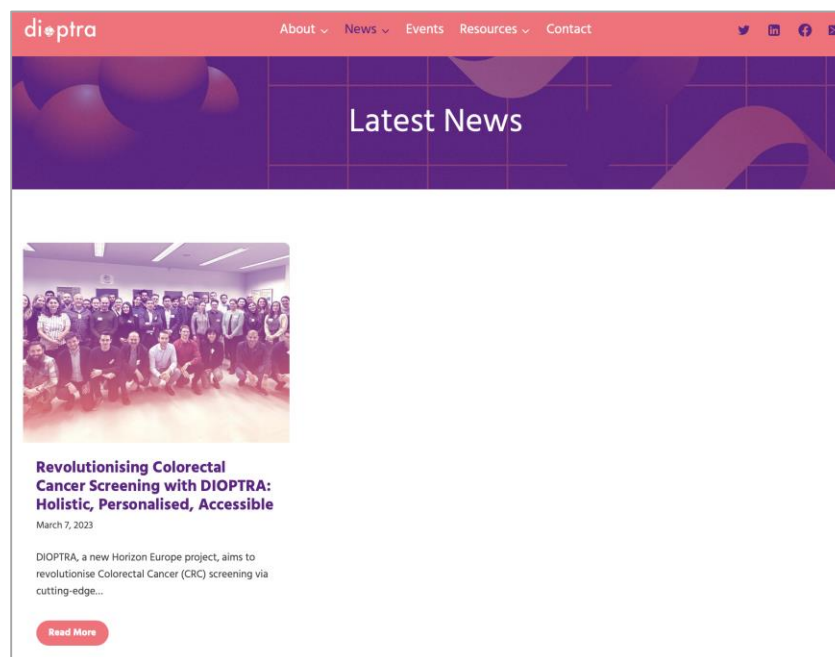 dioptra
About News Events Resources Contact
Latest News
Revolutionising Colorectal
Cancer Screening with DIOPTRA:
Holistic, Personalised, Accessible
March 7, 2023
DIOPTRA, a new Horizon Europe project, aims to
revolutionise Colorectal Cancer (CRC) screening via
cutting-edge...
Read More